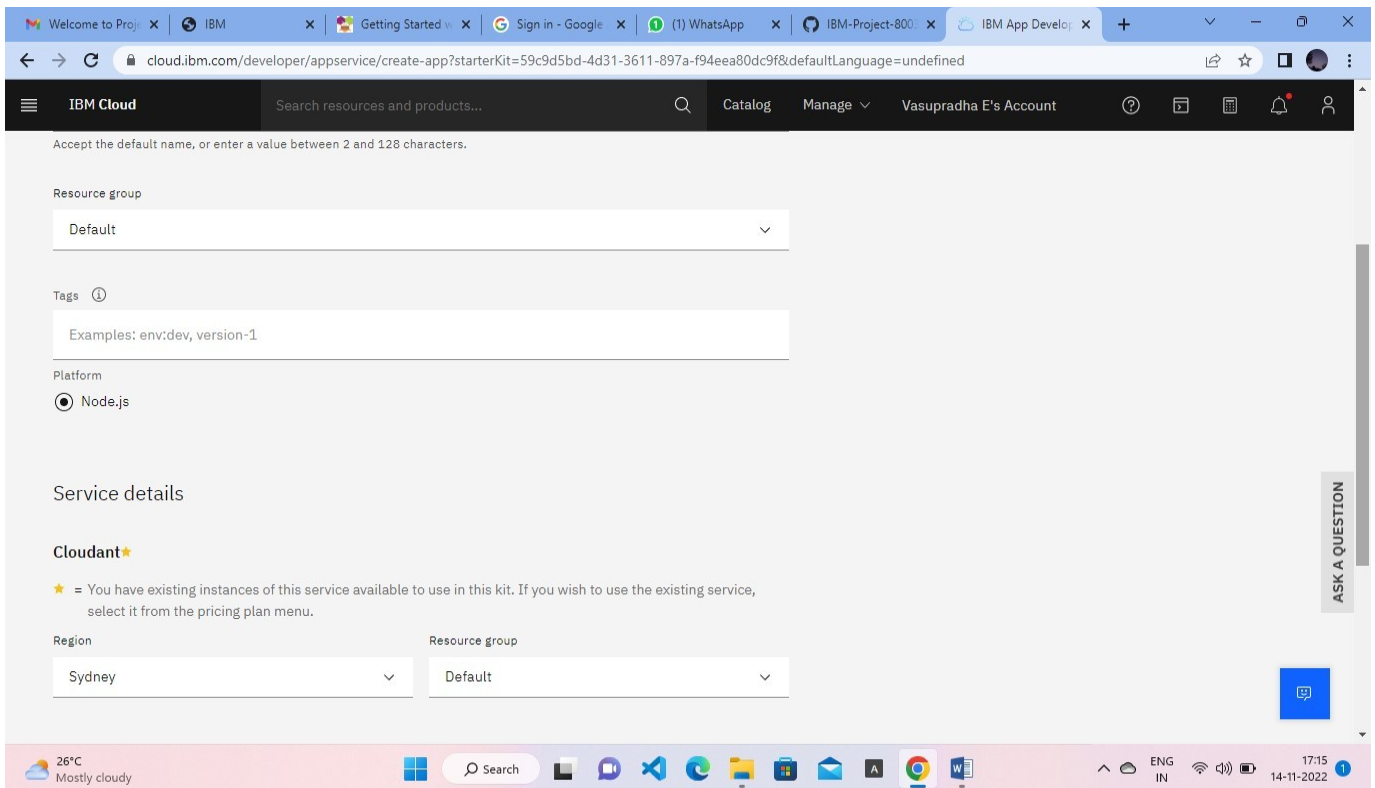 Welcome to Proj
IBM
Getting Started w
Sign in - Google
(1) WhatsApp
IBM-Project-800
IBM App Develop
cloud.ibm.com/developer/appservice/create-app?starterKit=59c9d5bd-4d31-3611-897a-f94eea80dc9f&defaultLanguage=undefined
IBM Cloud
Search resources and products...
Catalog
Manage
Vasupradha E's Account
Accept the default name, or enter a value between 2 and 128 characters.
Resource group
Default
Tags
Examples: env:dev, version-1
Platform
Node.js
Service details
Cloudant
= You have existing instances of this service available to use in this kit. If you wish to use the existing service,
select it from the pricing plan menu.
Region
Resource group
Sydney
Default
ASK A QUESTION
26°C
Mostly cloudy
Search
A
ENG
IN
17:15
14-11-2022
1